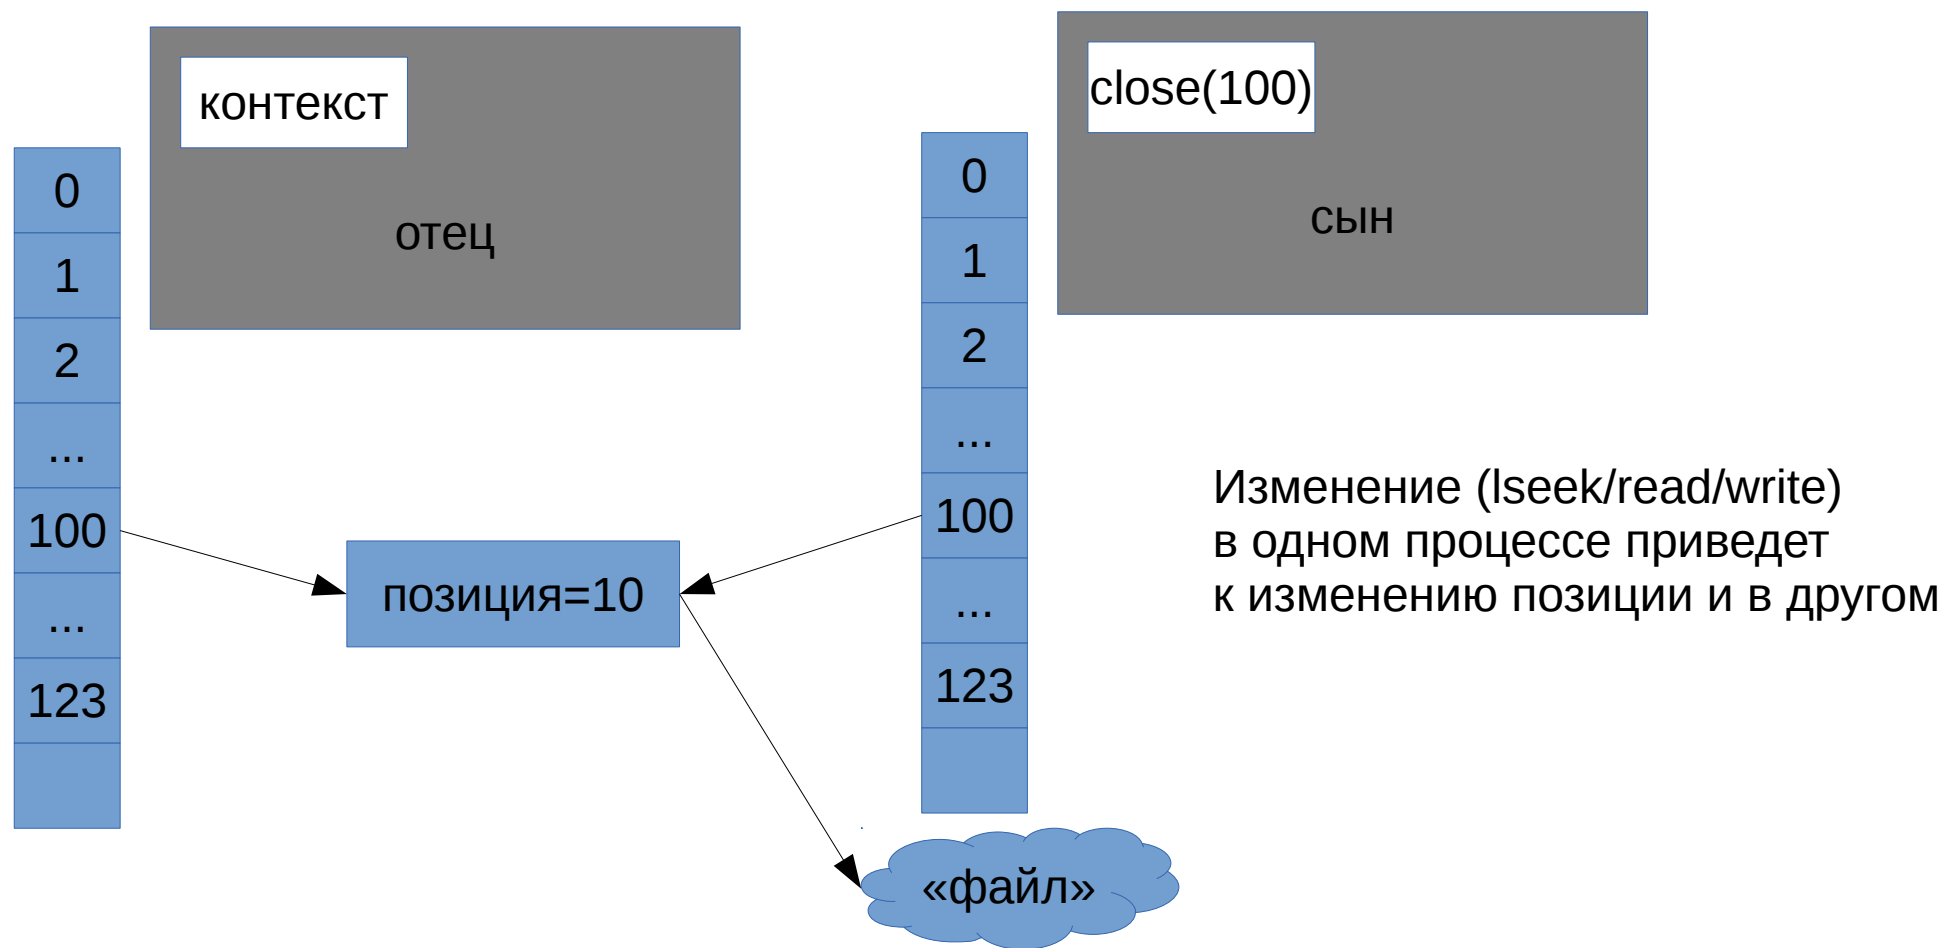 контекст
отец
0
1
2
...
100
...
123
позиция=10
close(100)
сын
0
1
2
...
100
...
123
«файл»
Изменение (lseek/read/write)
в одном процессе приведет
к изменению позиции и в другом